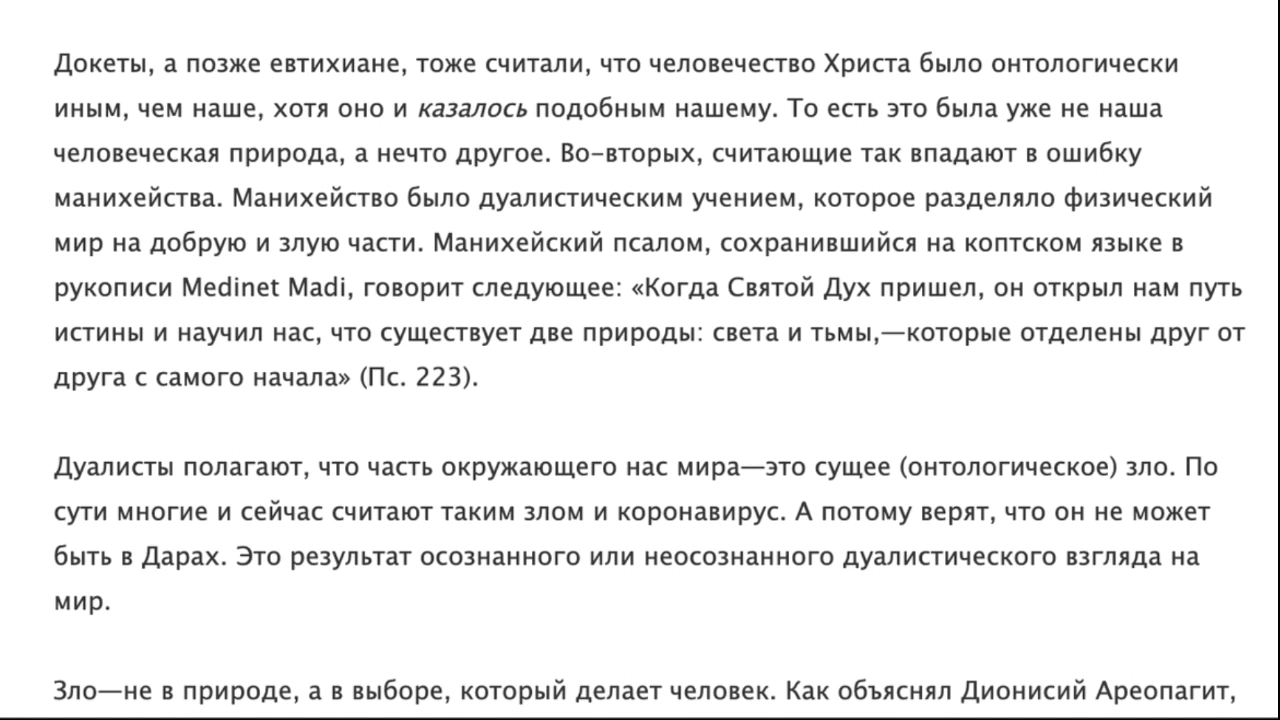 Докеты, а позже евтихиане, тоже считали, что человечество Христа было онтологически
иным, чем наше, хотя оно и казалось подобным нашему. То есть это была уже не наша
человеческая природа, а нечто другое. Во–вторых, считающие так впадают в ошибку
манихейства. Манихейство было дуалистическим учением, которое разделяло физический
мир на добрую и злую части. Манихейский псалом, сохранившийся на коптском языке в
рукописи Medinet Madi, говорит следующее: «Когда Святой Дух пришел, он открыл нам путь
истины и научил нас, что существует две природы: света и тьмы,—которые отделены друг от
друга с самого начала» (Пс. 223).
Дуалисты полагают, что часть окружающего нас мира—это сущее (онтологическое) зло. По
сути многие и сейчас считают таким злом и коронавирус. А потому верят, что он не может
быть в Дарах. Это результат осознанного или неосознанного дуалистического взгляда на
мир.
Зло—не в природе, а в выборе, который делает человек. Как объяснял Дионисий Ареопагит,